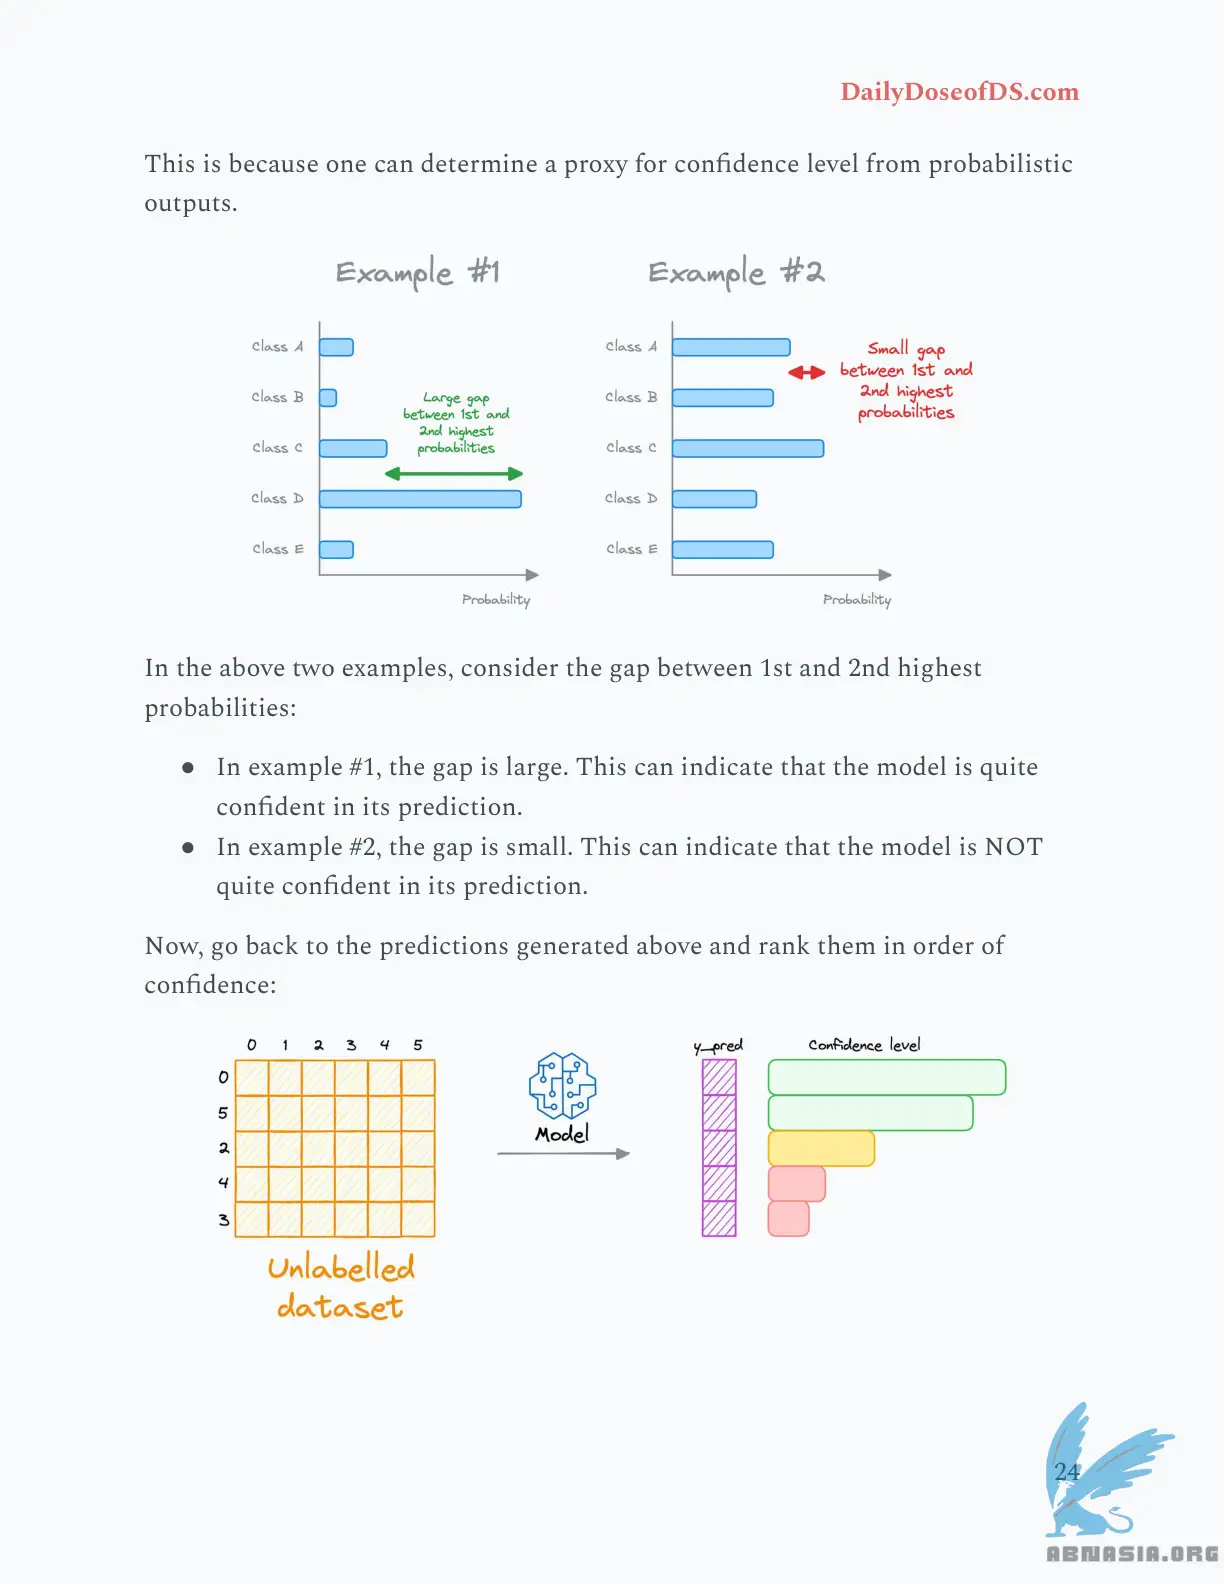 DailyDoseofDS.com
This is because one can determine a proxy for confidence level from probabilistic
outputs.
Example #1
Class A
Class B
Class C
Class D
Class E
Large gap
between 1st and
2nd highest
probabilities
Probability
Example #2
Class A
Class B
Class C
Class D
Class E
Small gap
between 1st and
2nd highest
probabilities
Probability
In the above two examples, consider the gap between 1st and 2nd highest
probabilities:
● In example #1, the gap is large. This can indicate that the model is quite
confident in its prediction.
● In example #2, the gap is small. This can indicate that the model is NOT
quite confident in its prediction.
Now, go back to the predictions generated above and rank them in order of
confidence:
0 1 2 3 4 5
0
5
2
4
3
Unlabelled
dataset
Model
y_pred
Confidence level
24
ABNASIA.ORG